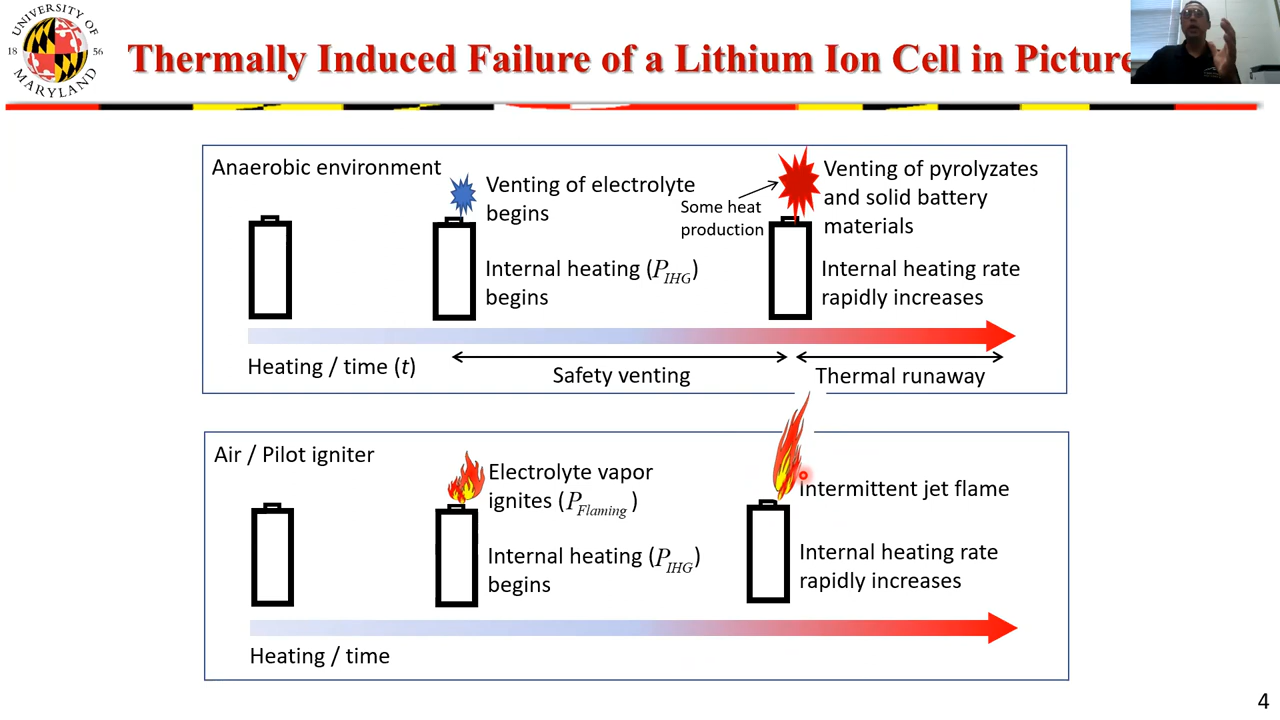 UNIVERSITY OF
18 56
MARYLAND
Thermally Induced Failure of a Lithium Ion Cell in Picture
Anaerobic environment
Venting of electrolyte
begins
Internal heating (P_IHG)
begins
Some heat
production
Venting of pyrolyzates
and solid battery
materials
Internal heating rate
rapidly increases
Heating / time (t)
Safety venting
Thermal runaway
Air / Pilot igniter
Electrolyte vapor
ignites (P_Flaming)
Internal heating (P_IHG)
begins
Intermittent jet flame
Internal heating rate
rapidly increases
Heating / time
4